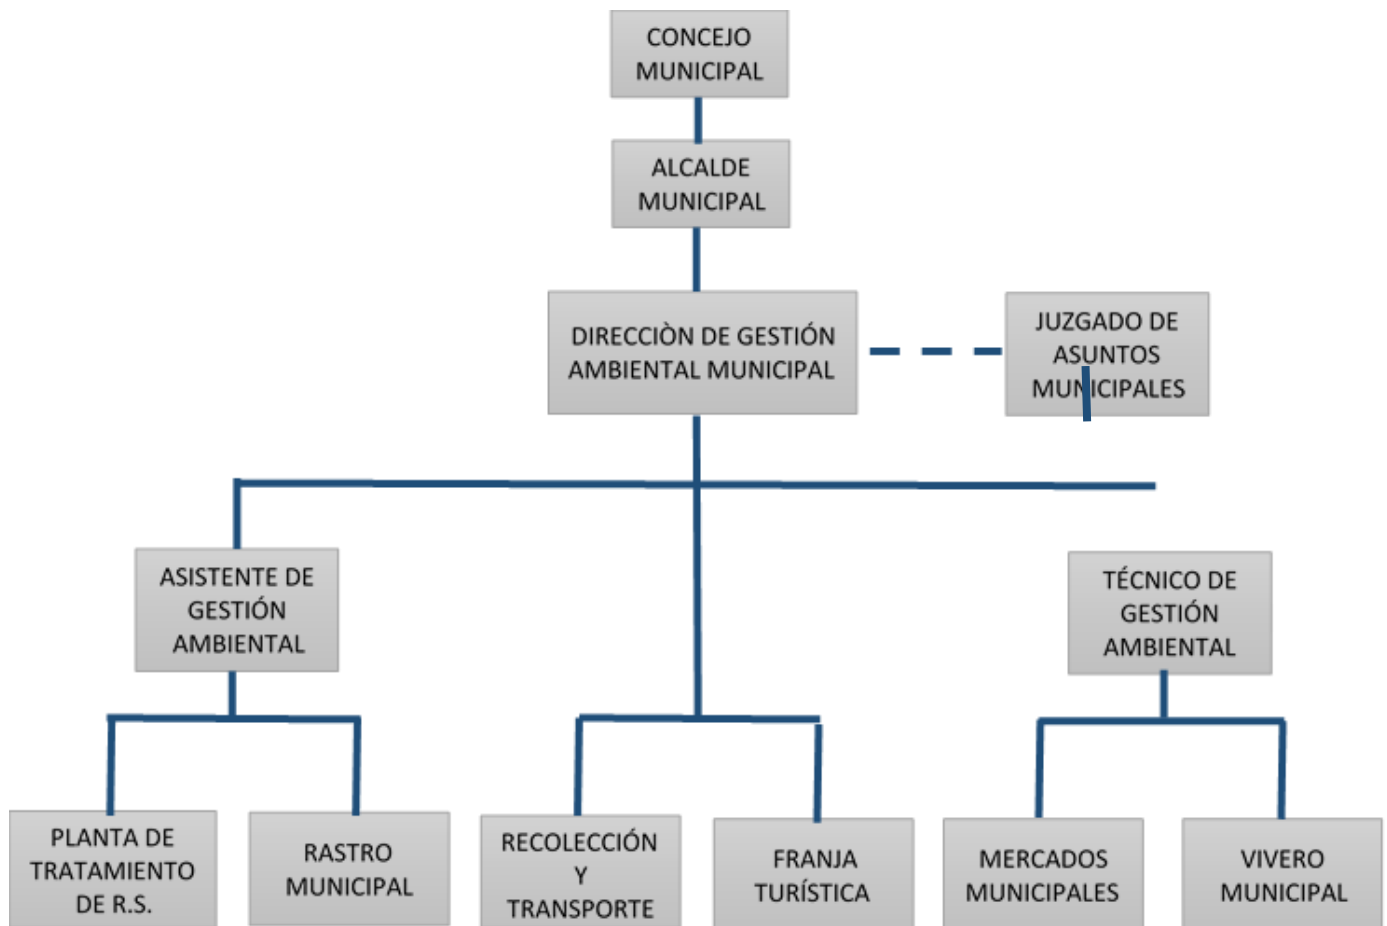 CONCEJO
MUNICIPAL
ALCALDE
MUNICIPAL
DIRECCIÒN DE GESTIÓN
AMBIENTAL MUNICIPAL
JUZGADO DE
ASUNTOS
MUNICIPALES
ASISTENTE DE
GESTIÓN
AMBIENTAL
TÉCNICO DE
GESTIÓN
AMBIENTAL
PLANTA DE
TRATAMIENTO
DE R.S.
RASTRO
MUNICIPAL
RECOLECCIÓN
Y
TRANSPORTE
FRANJA
TURÍSTICA
MERCADOS
MUNICIPALES
VIVERO
MUNICIPAL